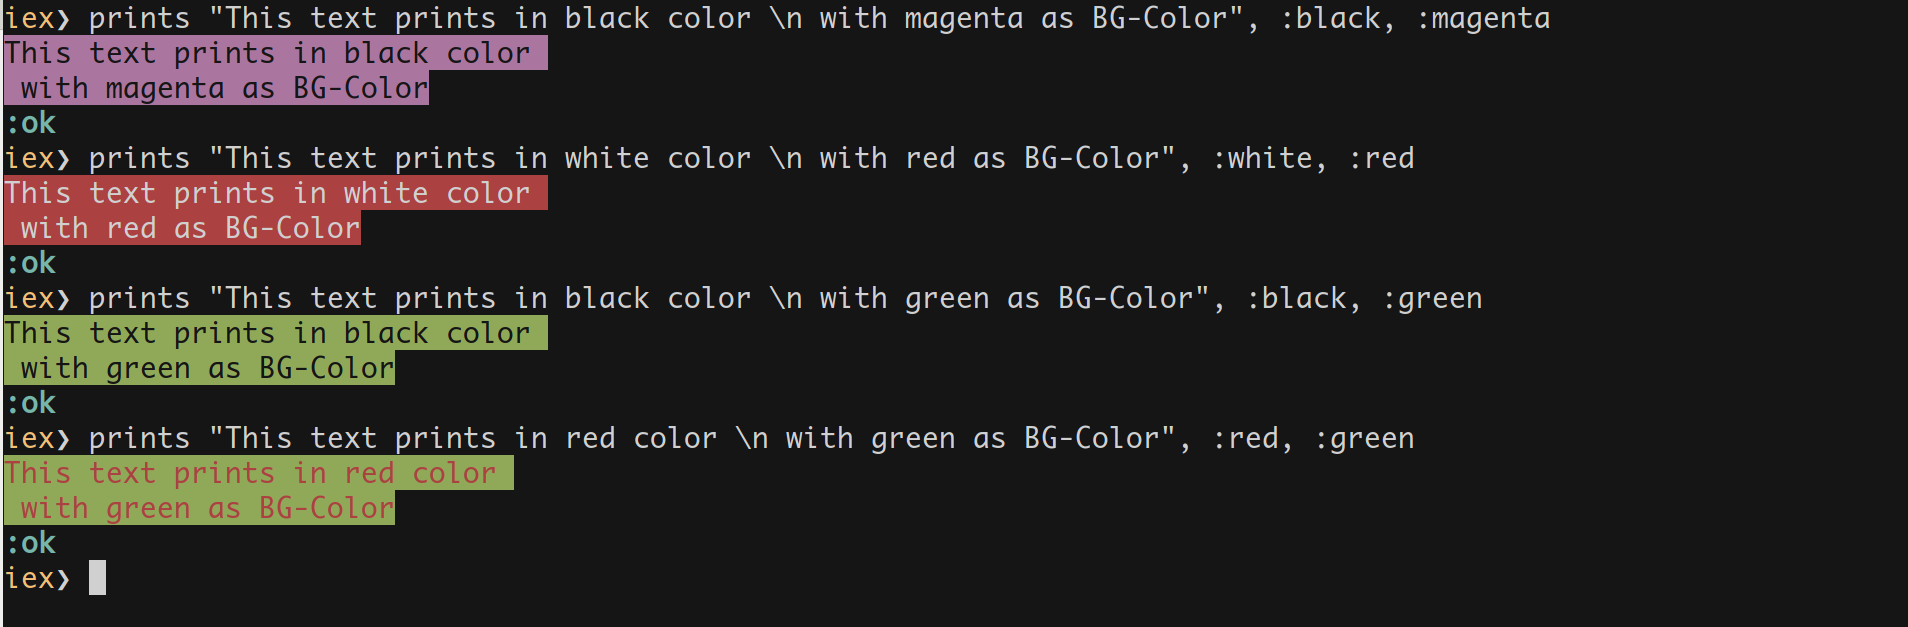 iex❯ prints "This text prints in black color \n with magenta as BG-Color", :black, :magenta
This text prints in black color
 with magenta as BG-Color
:ok
iex❯ prints "This text prints in white color \n with red as BG-Color", :white, :red
This text prints in white color
 with red as BG-Color
:ok
iex❯ prints "This text prints in black color \n with green as BG-Color", :black, :green
This text prints in black color
 with green as BG-Color
:ok
iex❯ prints "This text prints in red color \n with green as BG-Color", :red, :green
This text prints in red color
 with green as BG-Color
:ok
iex❯